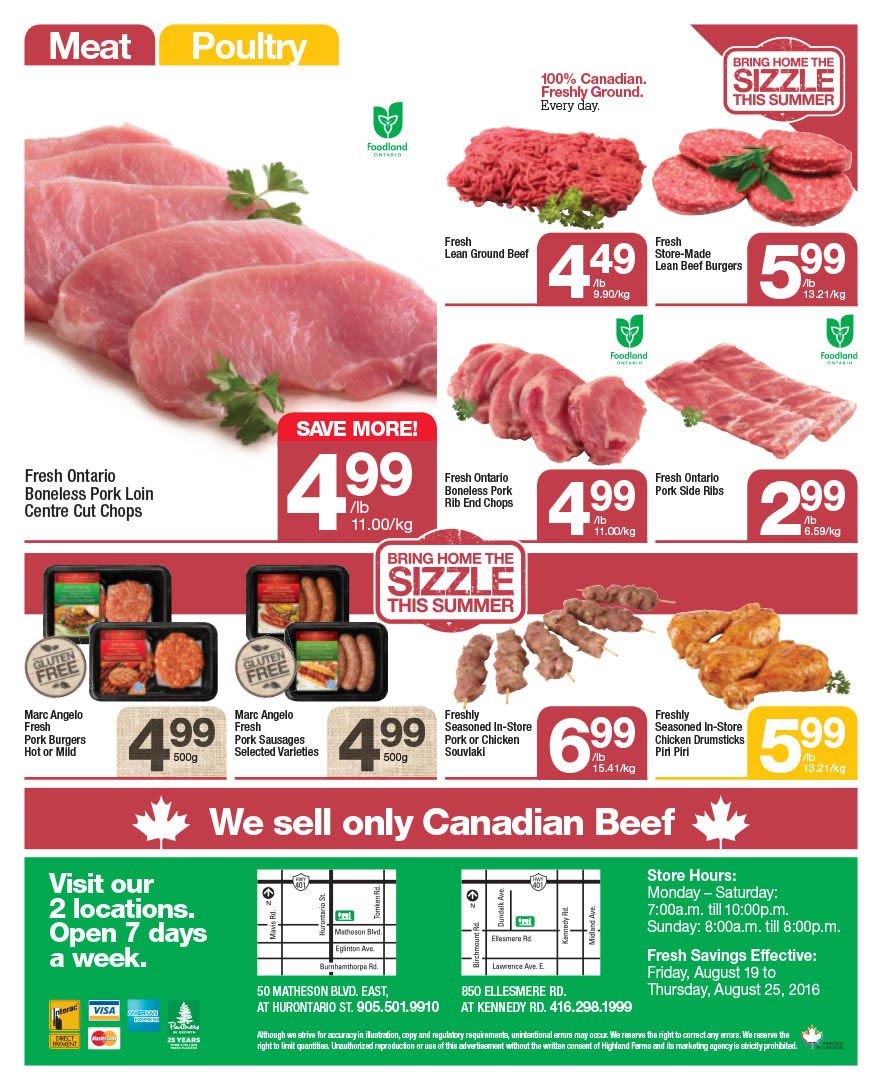 Meat
Poultry
BRING HOME THE
SIZZLE
THIS SUMMER
Foodland
ONTARIO
100% Canadian.
Freshly Ground.
Every day.
Fresh
Lean Ground Beef
4.49
/lb
9.90/kg
Fresh
Store-Made
Lean Beef Burgers
5.99
/lb
13.21/kg
Fresh Ontario
Boneless Pork Loin
Centre Cut Chops
SAVE MORE!
4.99
/lb
11.00/kg
Foodland
ONTARIO
Fresh Ontario
Boneless Pork
Rib End Chops
4.99
/lb
11.00/kg
Foodland
ONTARIO
Fresh Ontario
Pork Side Ribs
2.99
/lb
6.59/kg
BRING HOME THE
SIZZLE
THIS SUMMER
GLUTEN
FREE
Marc Angelo
Fresh
Pork Burgers
Hot or Mild
4.99
500g
GLUTEN
FREE
Marc Angelo
Fresh
Pork Sausages
Selected Varieties
4.99
500g
Freshly
Seasoned In-Store
Pork or Chicken
Souvlaki
6.99
/lb
15.41/kg
Freshly
Seasoned In-Store
Chicken Drumsticks
Piri Piri
5.99
/lb
13.21/kg
We sell only Canadian Beef
Visit our
2 locations.
Open 7 days
a week.
Interac
DIRECT
PAYMENT
VISA
MasterCard
AMERICAN
EXPRESS
Partners
IN GROWTH
25 YEARS
HWY
401
N
Mavis Rd.
Hurontario St.
Tomken Rd.
Matheson Blvd.
Eglinton Ave.
Burnhamthorpe Rd.
50 MATHESON BLVD. EAST,
AT HURONTARIO ST. 905.501.9910
HWY
401
N
Birchmount Rd.
Dundalk Ave.
Kennedy Rd.
Midland Ave.
Ellesmere Rd.
Lawrence Ave. E.
850 ELLESMERE RD.
AT KENNEDY RD. 416.298.1999
Store Hours:
Monday – Saturday:
7:00a.m. till 10:00p.m.
Sunday: 8:00a.m. till 8:00p.m.
Fresh Savings Effective:
Friday, August 19 to
Thursday, August 25, 2016
Although we strive for accuracy in illustration, copy and regulatory requirements, unintentional errors may occur. We reserve the right to correct any errors. We reserve the
right to limit quantities. Unauthorized reproduction or use of this advertisement without the written consent of Highland Farms and its marketing agency is strictly prohibited.
PRINTED
IN CANADA